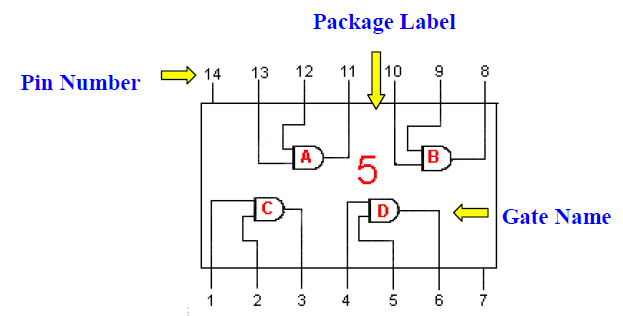 Package Label
Pin Number
14 13 12 11 10 9 8
A B
5
C D
Gate Name
1 2 3 4 5 6 7